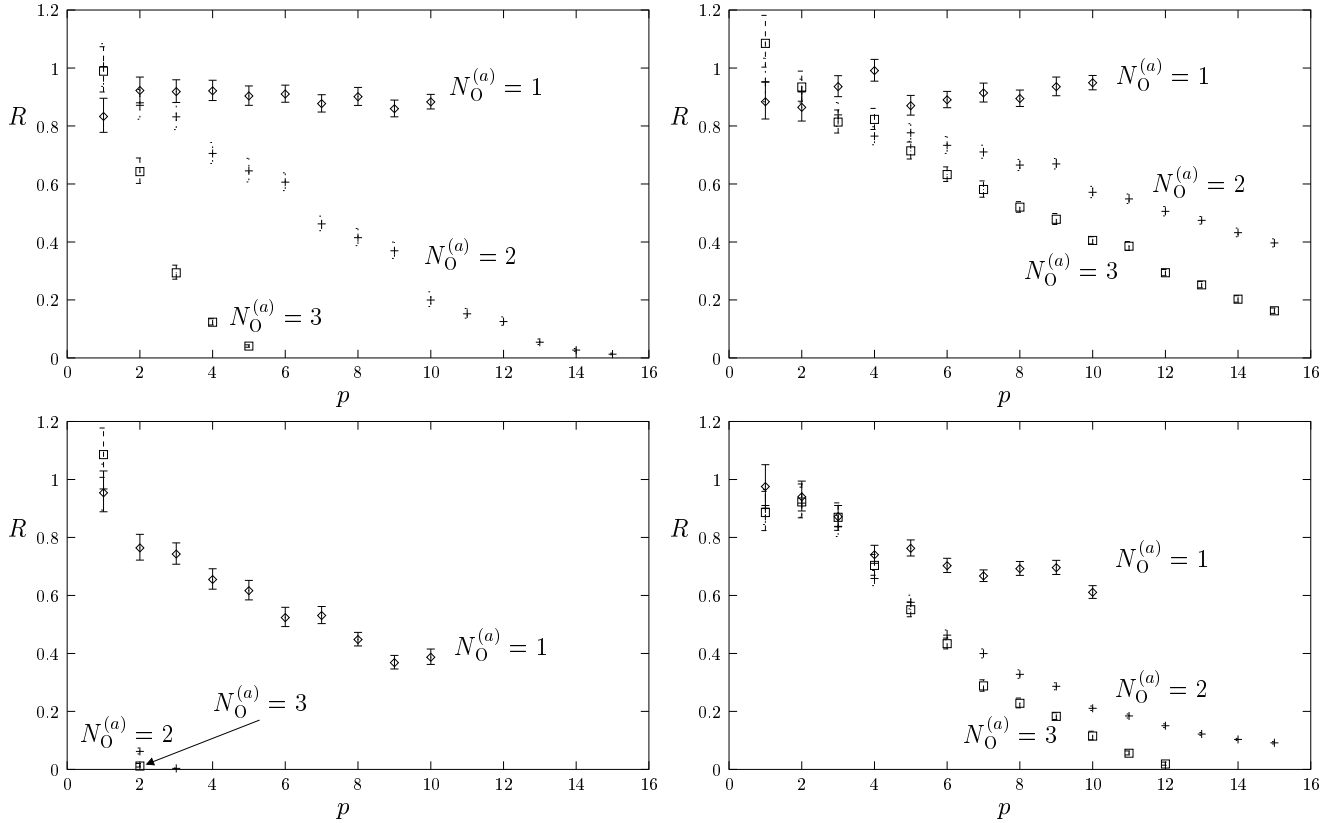 1.2
1
0.8
0.6
0.4
0.2
0
R
0 2 4 6 8 10 12 14 16
p
N_O^{(a)} = 1
N_O^{(a)} = 2
N_O^{(a)} = 3
1.2
1
0.8
0.6
0.4
0.2
0
R
0 2 4 6 8 10 12 14 16
p
N_O^{(a)} = 1
N_O^{(a)} = 2
N_O^{(a)} = 3
1.2
1
0.8
0.6
0.4
0.2
0
R
0 2 4 6 8 10 12 14 16
p
N_O^{(a)} = 1
N_O^{(a)} = 3
N_O^{(a)} = 2
1.2
1
0.8
0.6
0.4
0.2
0
R
0 2 4 6 8 10 12 14 16
p
N_O^{(a)} = 1
N_O^{(a)} = 2
N_O^{(a)} = 3